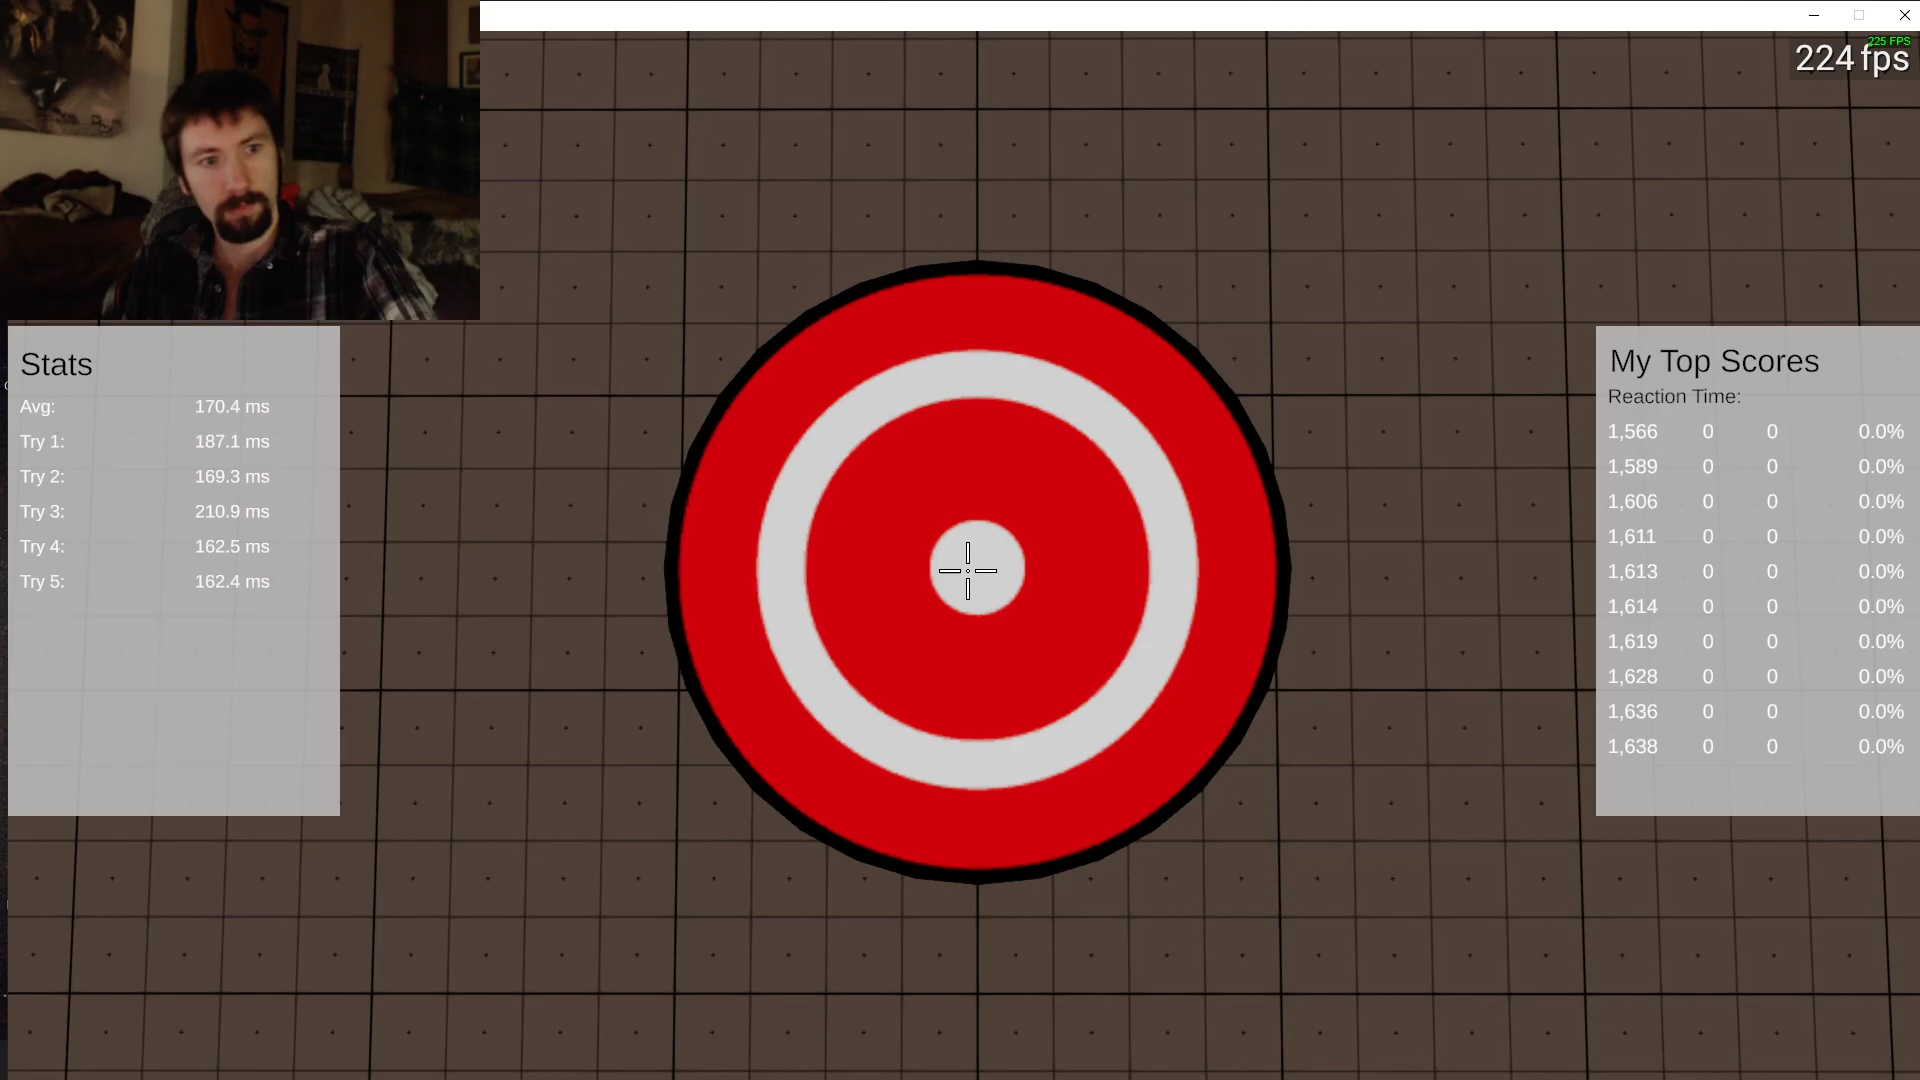 225 FPS
224 fps
Stats
Avg: 170.4 ms
Try 1: 187.1 ms
Try 2: 169.3 ms
Try 3: 210.9 ms
Try 4: 162.5 ms
Try 5: 162.4 ms
My Top Scores
Reaction Time:
1,566 0 0 0.0%
1,589 0 0 0.0%
1,606 0 0 0.0%
1,611 0 0 0.0%
1,613 0 0 0.0%
1,614 0 0 0.0%
1,619 0 0 0.0%
1,628 0 0 0.0%
1,636 0 0 0.0%
1,638 0 0 0.0%